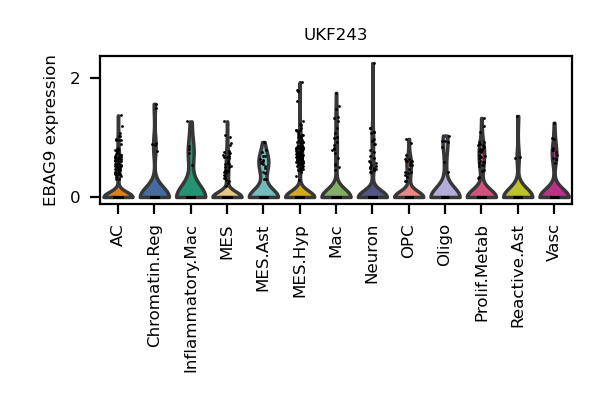 UKF243
EBAG9 expression
2
0
AC
Chromatin.Reg
Inflammatory.Mac
MES
MES.Ast
MES.Hyp
Mac
Neuron
OPC
Oligo
Prolif.Metab
Reactive.Ast
Vasc